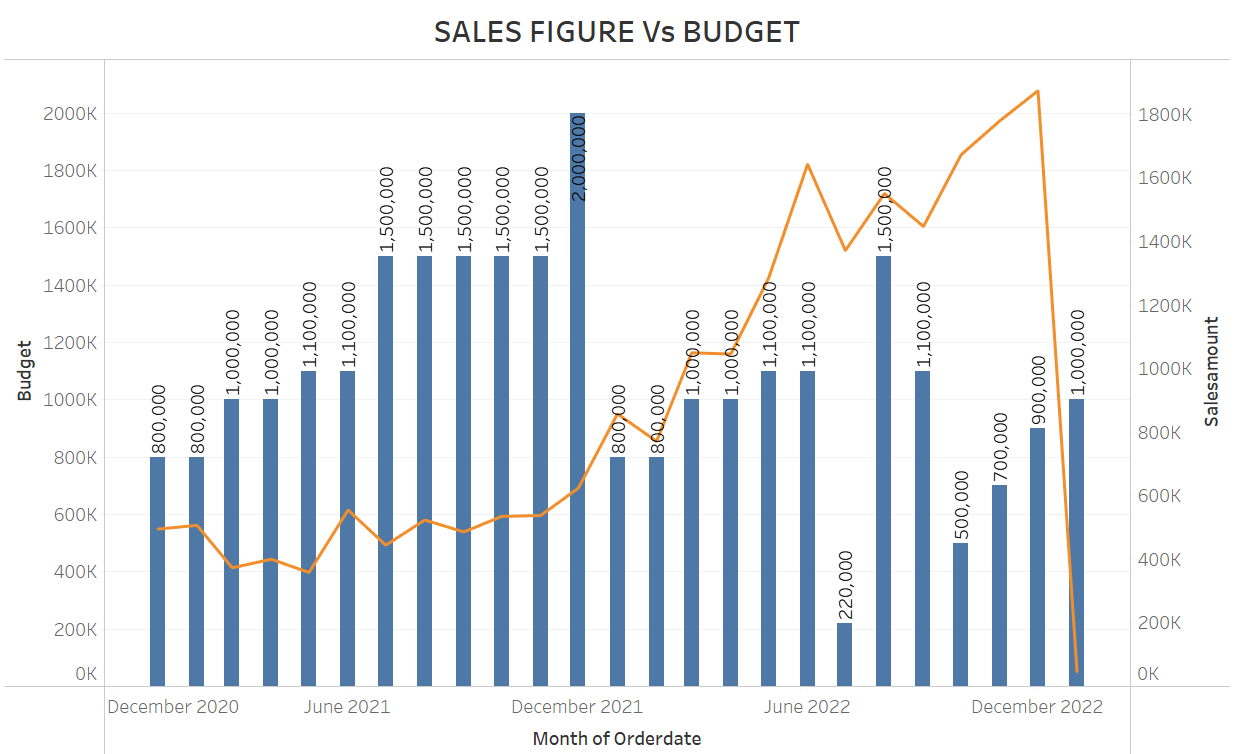 SALES FIGURE Vs BUDGET
2000K
1800K
1600K
1400K
1200K
1000K
800K
600K
400K
200K
0K
Budget
800,000
800,000
1,000,000
1,000,000
1,100,000
1,100,000
1,500,000
1,500,000
1,500,000
1,500,000
1,500,000
2,000,000
800,000
800,000
1,000,000
1,000,000
1,100,000
1,100,000
220,000
1,500,000
1,100,000
500,000
700,000
900,000
1,000,000
1800K
1600K
1400K
1200K
1000K
800K
600K
400K
200K
0K
Salesamount
December 2020 June 2021 December 2021 June 2022 December 2022
Month of Orderdate